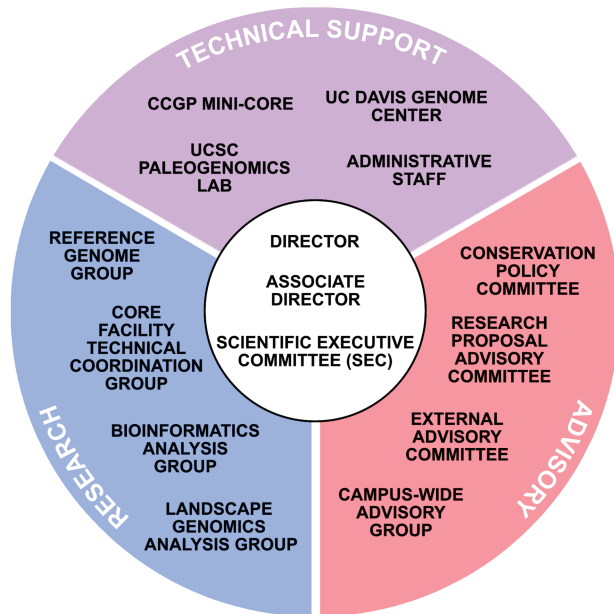 TECHNICAL SUPPORT
CCGP MINI-CORE
UC DAVIS GENOME
CENTER
UCSC
PALEOGENOMICS
LAB
ADMINISTRATIVE
STAFF
DIRECTOR
ASSOCIATE
DIRECTOR
SCIENTIFIC EXECUTIVE
COMMITTEE (SEC)
REFERENCE
GENOME
GROUP
CORE
FACILITY
TECHNICAL
COORDINATION
GROUP
BIOINFORMATICS
ANALYSIS
GROUP
LANDSCAPE
GENOMICS
ANALYSIS GROUP
RESEARCH
CONSERVATION
POLICY
COMMITTEE
RESEARCH
PROPOSAL
ADVISORY
COMMITTEE
EXTERNAL
ADVISORY
COMMITTEE
CAMPUS-WIDE
ADVISORY
GROUP
ADVISORY